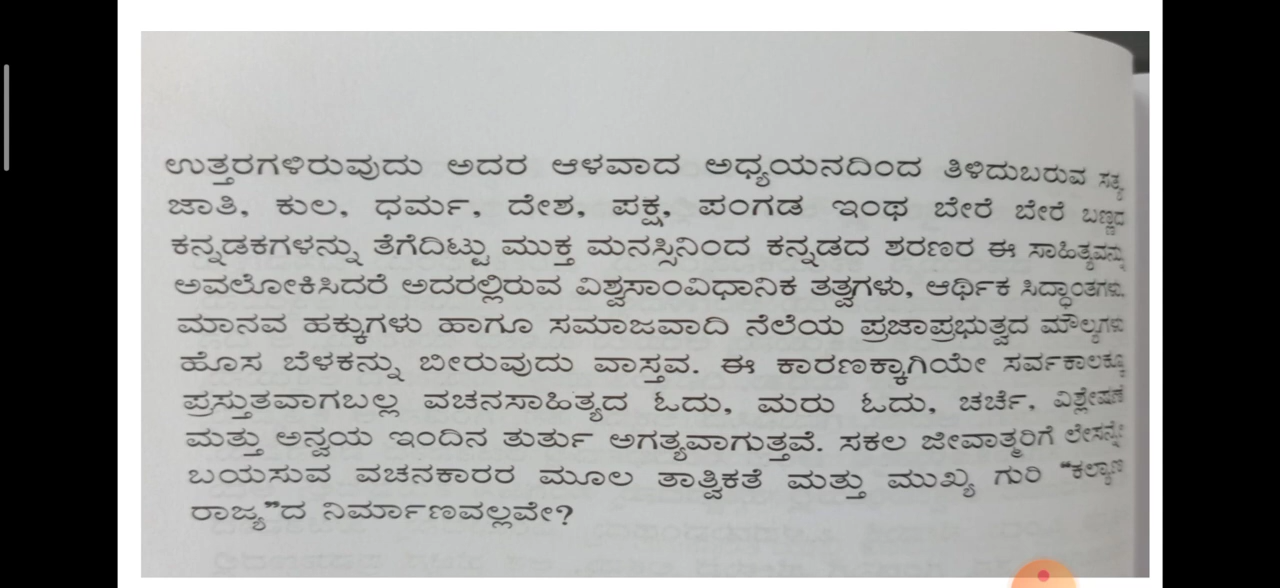 ಉತ್ತರಗಳಿರುವುದು ಅದರ ಆಳವಾದ ಅಧ್ಯಯನದಿಂದ ತಿಳಿದುಬರುವ ಸತ್ಯ
ಜಾತಿ, ಕುಲ, ಧರ್ಮ, ದೇಶ, ಪಕ್ಷ, ಪಂಗಡ ಇಂಥ ಬೇರೆ ಬೇರೆ ಬಣ್ಣದ
ಕನ್ನಡಕಗಳನ್ನು ತೆಗೆದಿಟ್ಟು ಮುಕ್ತ ಮನಸ್ಸಿನಿಂದ ಕನ್ನಡದ ಶರಣರ ಈ ಸಾಹಿತ್ಯವನ್ನು
ಅವಲೋಕಿಸಿದರೆ ಅದರಲ್ಲಿರುವ ವಿಶ್ವಸಾಂವಿಧಾನಿಕ ತತ್ವಗಳು, ಆರ್ಥಿಕ ಸಿದ್ಧಾಂತಗಳು,
ಮಾನವ ಹಕ್ಕುಗಳು ಹಾಗೂ ಸಮಾಜವಾದಿ ನೆಲೆಯ ಪ್ರಜಾಪ್ರಭುತ್ವದ ಮೌಲ್ಯಗಳು
ಹೊಸ ಬೆಳಕನ್ನು ಬೀರುವುದು ವಾಸ್ತವ. ಈ ಕಾರಣಕ್ಕಾಗಿಯೇ ಸರ್ವಕಾಲಕ್ಕೂ
ಪ್ರಸ್ತುತವಾಗಬಲ್ಲ ವಚನಸಾಹಿತ್ಯದ ಓದು, ಮರು ಓದು, ಚರ್ಚೆ, ವಿಶ್ಲೇಷಣೆ
ಮತ್ತು ಅನ್ವಯ ಇಂದಿನ ತುರ್ತು ಅಗತ್ಯವಾಗುತ್ತವೆ. ಸಕಲ ಜೀವಾತ್ಮರಿಗೆ ಲೇಸನ್ನೇ
ಬಯಸುವ ವಚನಕಾರರ ಮೂಲ ತಾತ್ವಿಕತೆ ಮತ್ತು ಮುಖ್ಯ ಗುರಿ "ಕಲ್ಯಾಣ
ರಾಜ್ಯ"ದ ನಿರ್ಮಾಣವಲ್ಲವೇ?